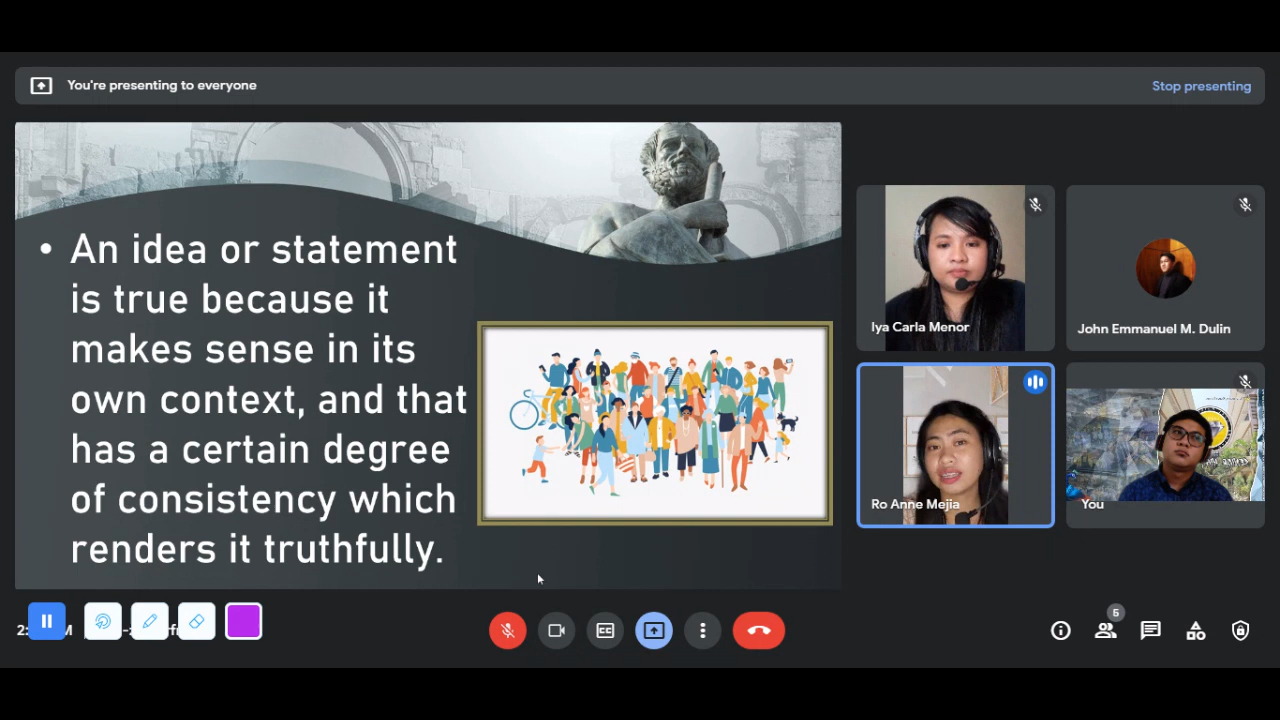 You're presenting to everyone
Stop presenting
• An idea or statement
is true because it
makes sense in its
own context, and that
has a certain degree
of consistency which
renders it truthfully.
Iya Carla Menor
John Emmanuel M. Dulin
Ro Anne Mejia
You
CC
5